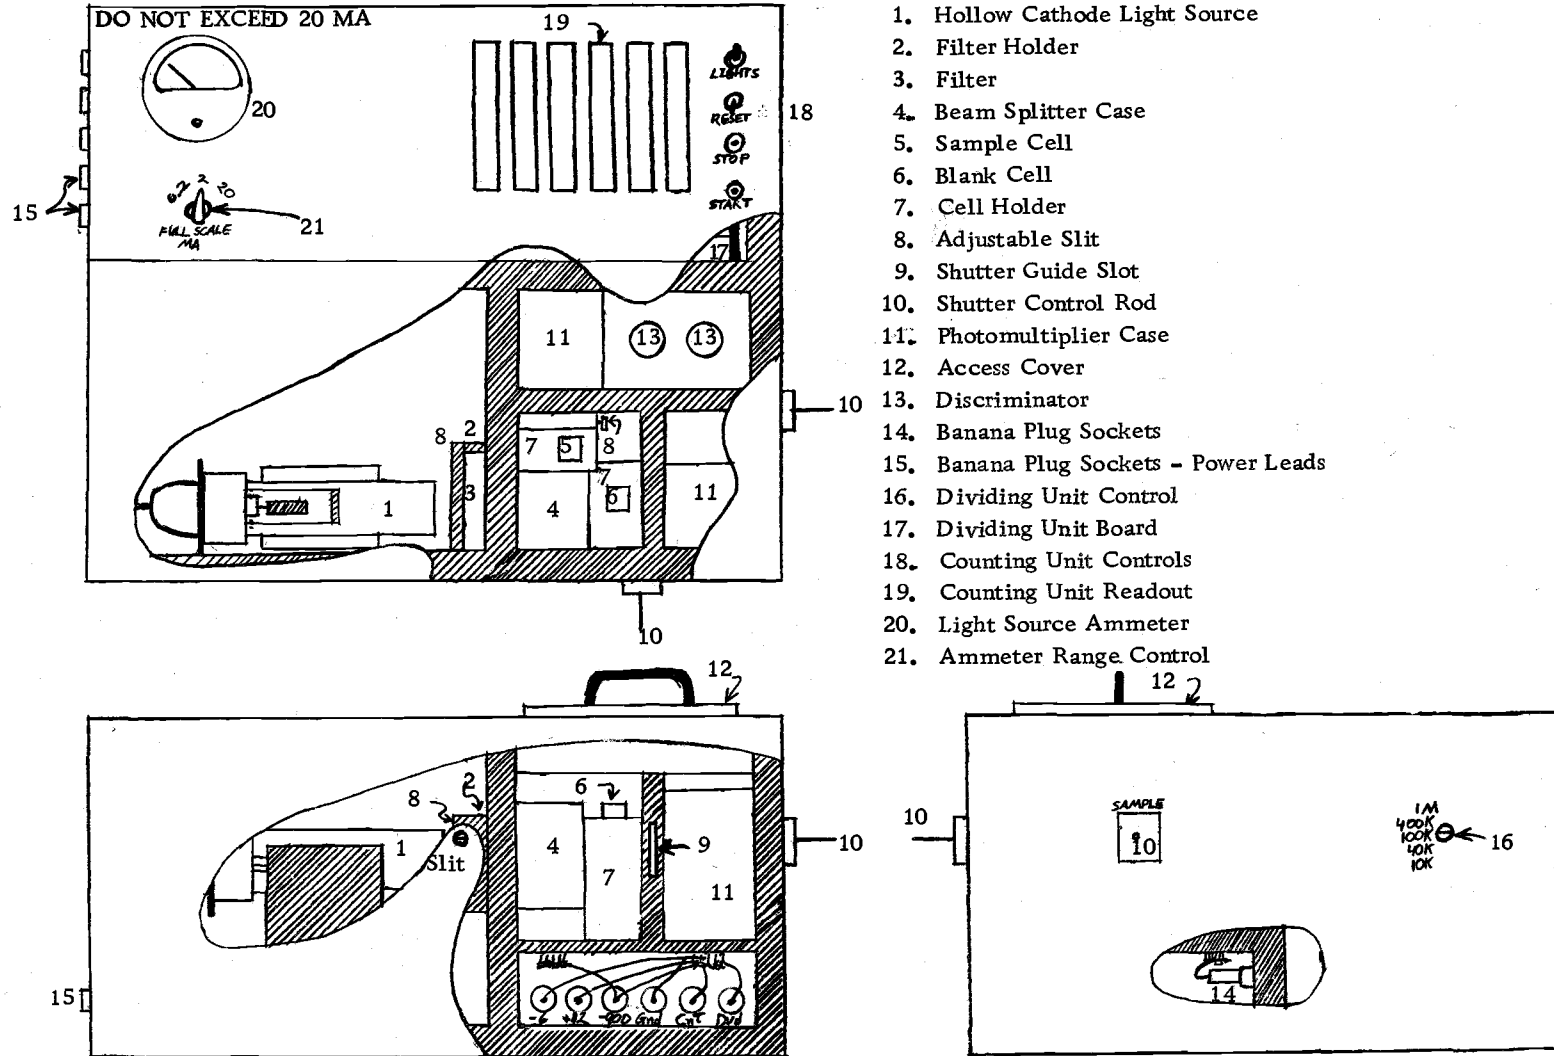 DO NOT EXCEED 20 MA
19
20
LIGHTS
RESET
STOP
START
18
15
.2 2 20
FULL SCALE
MA
21
17
11
13
13
10
8
2
7
5
8
7
6
3
1
4
11
10
1. Hollow Cathode Light Source
2. Filter Holder
3. Filter
4. Beam Splitter Case
5. Sample Cell
6. Blank Cell
7. Cell Holder
8. Adjustable Slit
9. Shutter Guide Slot
10. Shutter Control Rod
11. Photomultiplier Case
12. Access Cover
13. Discriminator
14. Banana Plug Sockets
15. Banana Plug Sockets - Power Leads
16. Dividing Unit Control
17. Dividing Unit Board
18. Counting Unit Controls
19. Counting Unit Readout
20. Light Source Ammeter
21. Ammeter Range Control
12
2
8
6
1
Slit
4
7
9
11
10
15
-6 +12 -900 Gnd Cnt Dvd
12
10
SAMPLE
10
1M
400K
100K
40K
10K
16
14